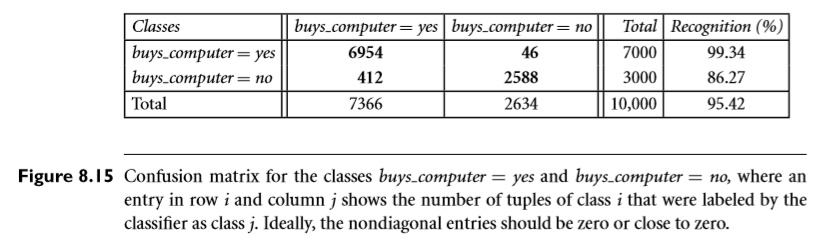 Classes buys_computer = yes buys_computer = no Total Recognition (%)
buys_computer = yes 6954 46 7000 99.34
buys_computer = no 412 2588 3000 86.27
Total 7366 2634 10,000 95.42
Figure 8.15 Confusion matrix for the classes buys_computer = yes and buys_computer = no, where an
entry in row i and column j shows the number of tuples of class i that were labeled by the
classifier as class j. Ideally, the nondiagonal entries should be zero or close to zero.